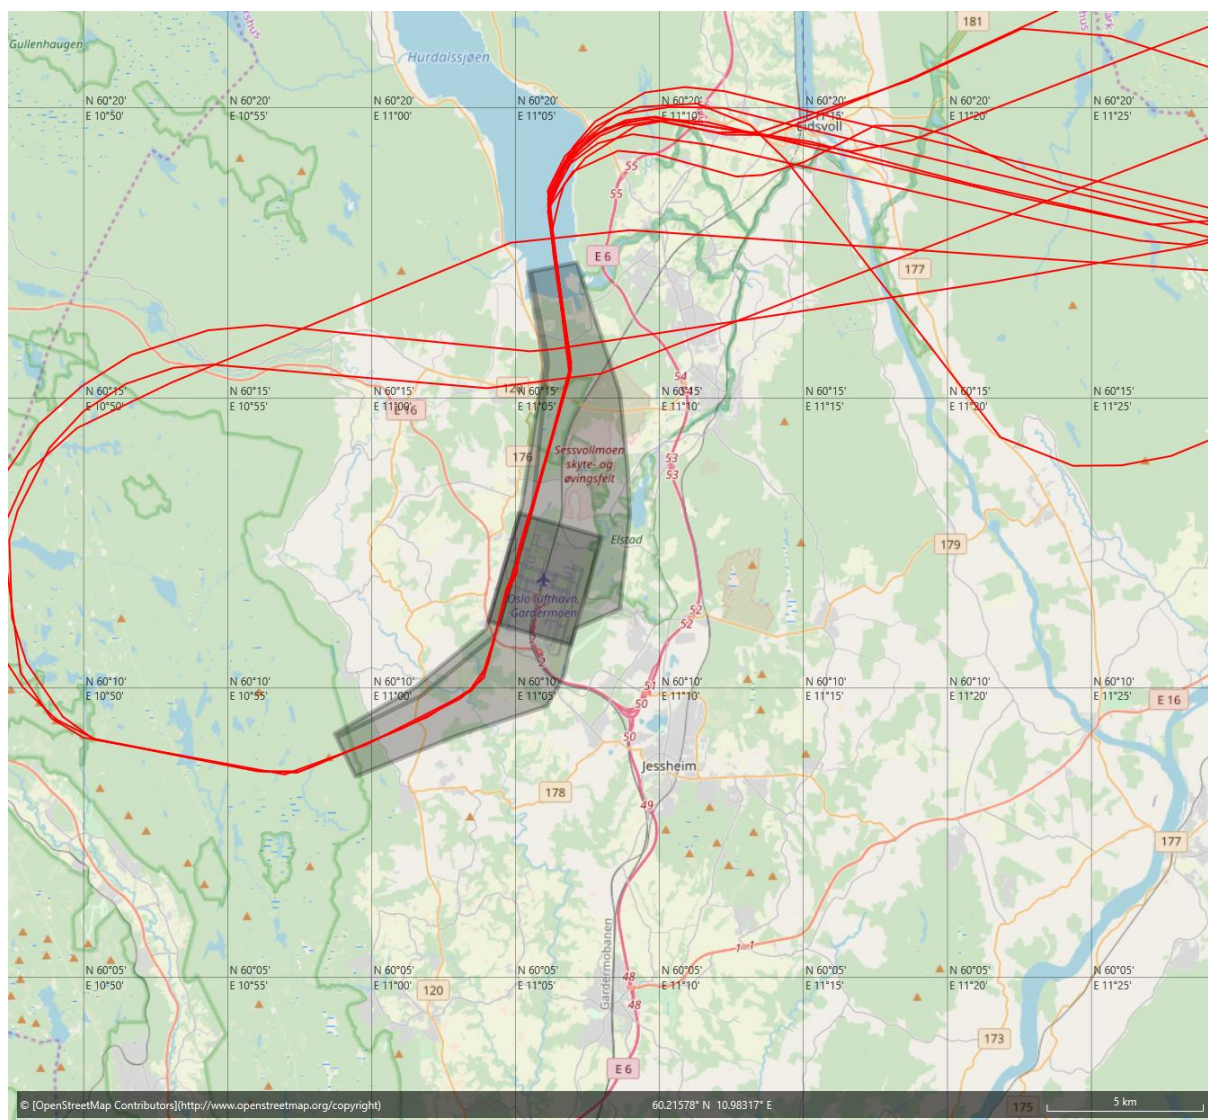 181
Gullenhaugen
Hurdalssjøen
N 60°20' N 60°20' N 60°20' N 60°20' N 60°20' N 60°20' N 60°20' N 60°20'
E 10°50' E 10°55' E 11°00' E 11°05' E 11°10' E 11°15' E 11°20' E 11°25'
Eidsvoll
55
55
E 6
177
54
N 60°15' N 60°15' N 60°15' N 60°15' N 60°15' N 60°15' N 60°15'
E 10°50' E 10°55' E 11°00' E 11°05' E 11°10' E 11°15' E 11°20' E 11°25'
E 16
176
Sessvollmoen
skyte- og
øvingsfelt
53
53
Elstad
179
Oslo lufthavn,
Gardermoen
52
52
2
N 60°10' N 60°10' N 60°10' N 60°10' N 60°10' N 60°10' N 60°10' N 60°10'
E 10°50' E 10°55' E 11°00' E 11°05' E 11°10' E 11°15' E 11°20' E 11°25'
51
50
50
E 16
Jessheim
178
49
177
1
1
Gardermobanen
N 60°05' N 60°05' N 60°05' N 60°05' N 60°05' N 60°05' N 60°05' N 60°05'
E 10°50' E 10°55' E 11°00' E 11°05' E 11°10' E 11°15' E 11°20' E 11°25'
48
48
120
173
E 6
175
© [OpenStreetMap Contributors](http://www.openstreetmap.org/copyright) 60.21578° N 10.98317° E 5 km